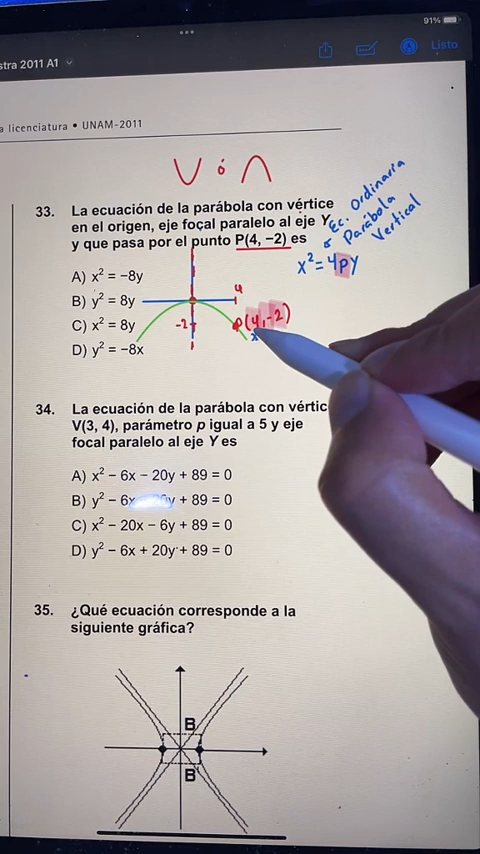 91%
stra 2011 A1
Listo
a licenciatura • UNAM-2011
V ó Λ
33. La ecuación de la parábola con vértice
en el origen, eje focal paralelo al eje Y
y que pasa por el punto P(4, −2) es
Ec. Ordinaria
Parábola
Vertical
x² = 4py
A) x² = −8y
B) y² = 8y
C) x² = 8y
D) y² = −8x
4
-2
P(4,-2)
x
34. La ecuación de la parábola con vértic
V(3, 4), parámetro p igual a 5 y eje
focal paralelo al eje Y es
A) x² − 6x − 20y + 89 = 0
B) y² − 6x y + 89 = 0
C) x² − 20x − 6y + 89 = 0
D) y² − 6x + 20y + 89 = 0
35. ¿Qué ecuación corresponde a la
siguiente gráfica?
B
B